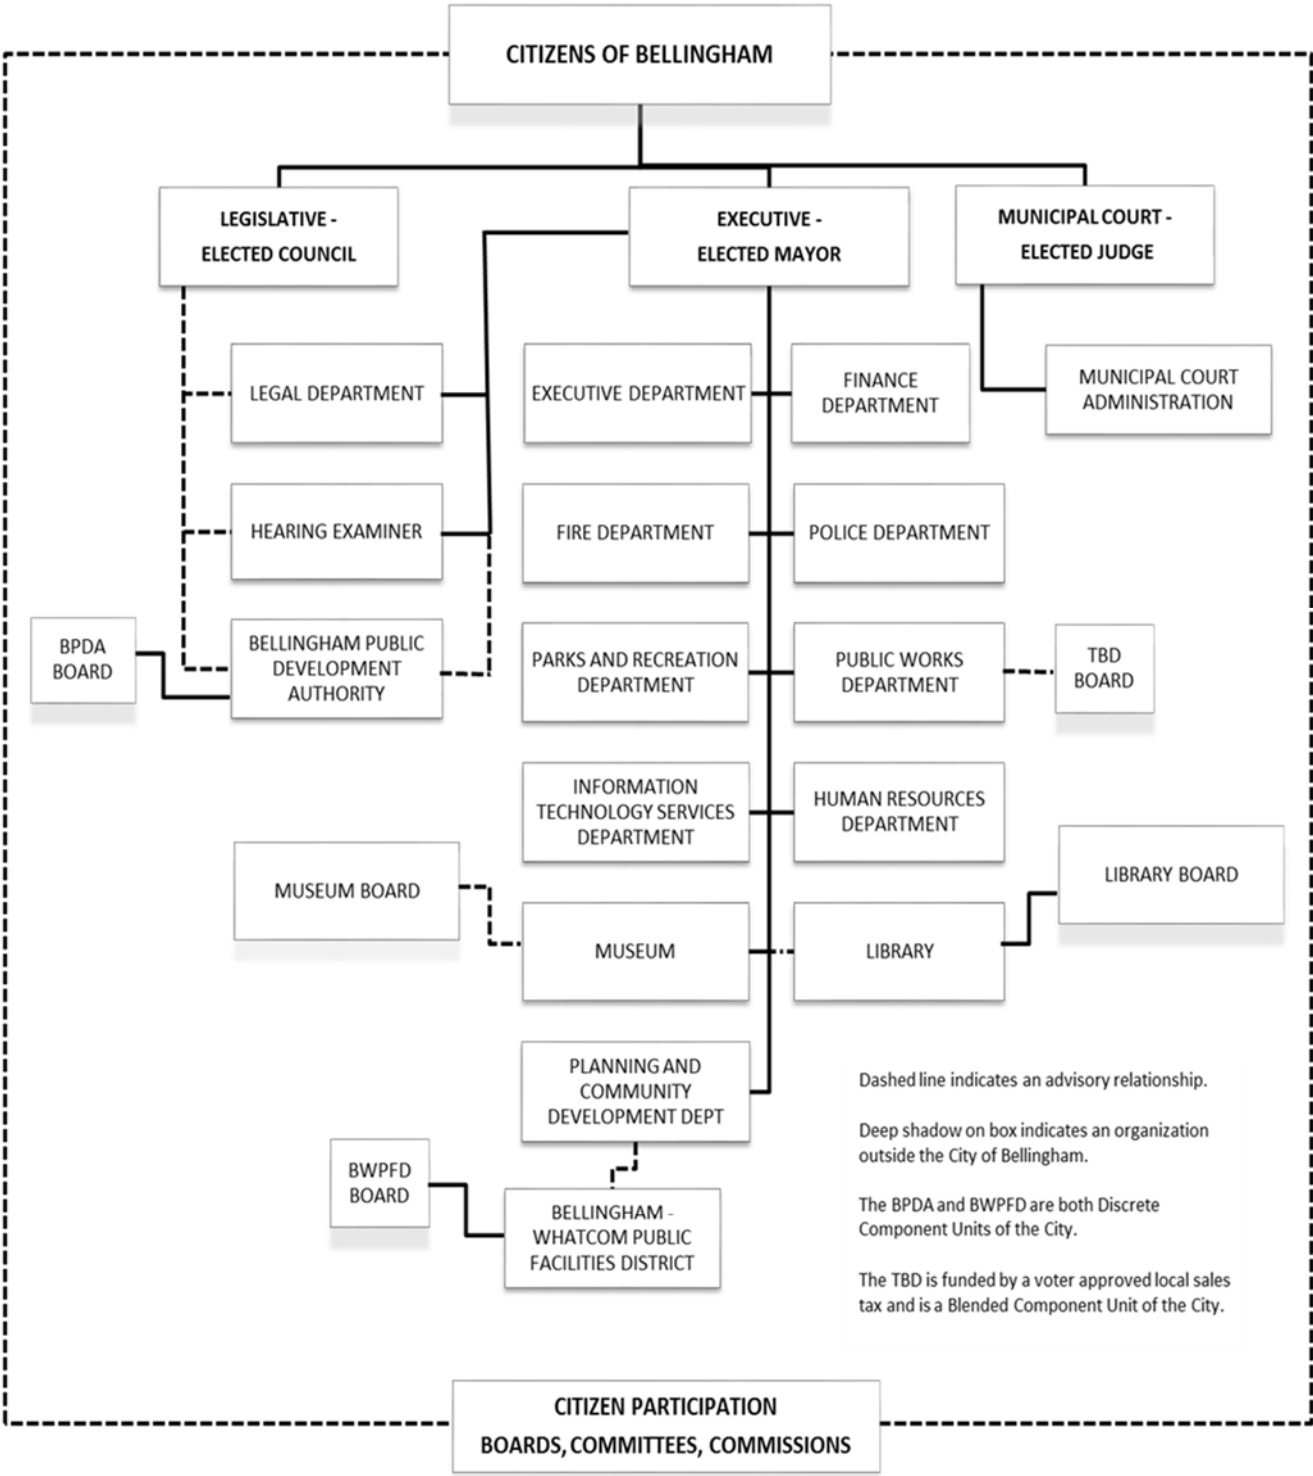 CITIZENS OF BELLINGHAM
LEGISLATIVE -
ELECTED COUNCIL
EXECUTIVE -
ELECTED MAYOR
MUNICIPAL COURT -
ELECTED JUDGE
LEGAL DEPARTMENT
EXECUTIVE DEPARTMENT
FINANCE
DEPARTMENT
MUNICIPAL COURT
ADMINISTRATION
HEARING EXAMINER
FIRE DEPARTMENT
POLICE DEPARTMENT
BPDA
BOARD
BELLINGHAM PUBLIC
DEVELOPMENT
AUTHORITY
PARKS AND RECREATION
DEPARTMENT
PUBLIC WORKS
DEPARTMENT
TBD
BOARD
INFORMATION
TECHNOLOGY SERVICES
DEPARTMENT
HUMAN RESOURCES
DEPARTMENT
MUSEUM BOARD
LIBRARY BOARD
MUSEUM
LIBRARY
PLANNING AND
COMMUNITY
DEVELOPMENT DEPT
BWPFD
BOARD
BELLINGHAM -
WHATCOM PUBLIC
FACILITIES DISTRICT
Dashed line indicates an advisory relationship.
Deep shadow on box indicates an organization
outside the City of Bellingham.
The BPDA and BWPFD are both Discrete
Component Units of the City.
The TBD is funded by a voter approved local sales
tax and is a Blended Component Unit of the City.
CITIZEN PARTICIPATION
BOARDS, COMMITTEES, COMMISSIONS